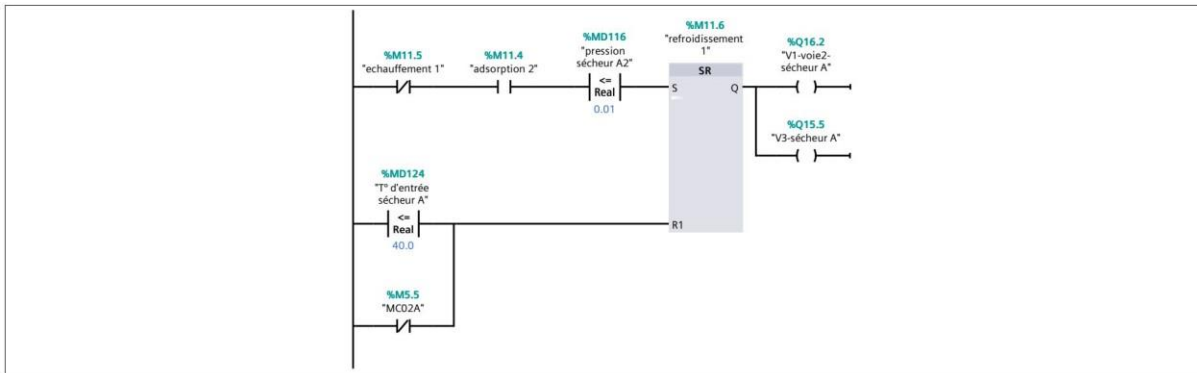 %M11.5
"echauffement 1"
%M11.4
"adsorption 2"
%MD116
"pression
sécheur A2"
<=
Real
0.01
%M11.6
"refroidissement
1"
SR
S
Q
R1
%Q16.2
"V1-voie2-
sécheur A"
%Q15.5
"V3-sécheur A"
%MD124
"T° d'entrée
sécheur A"
<=
Real
40.0
%M5.5
"MC02A"